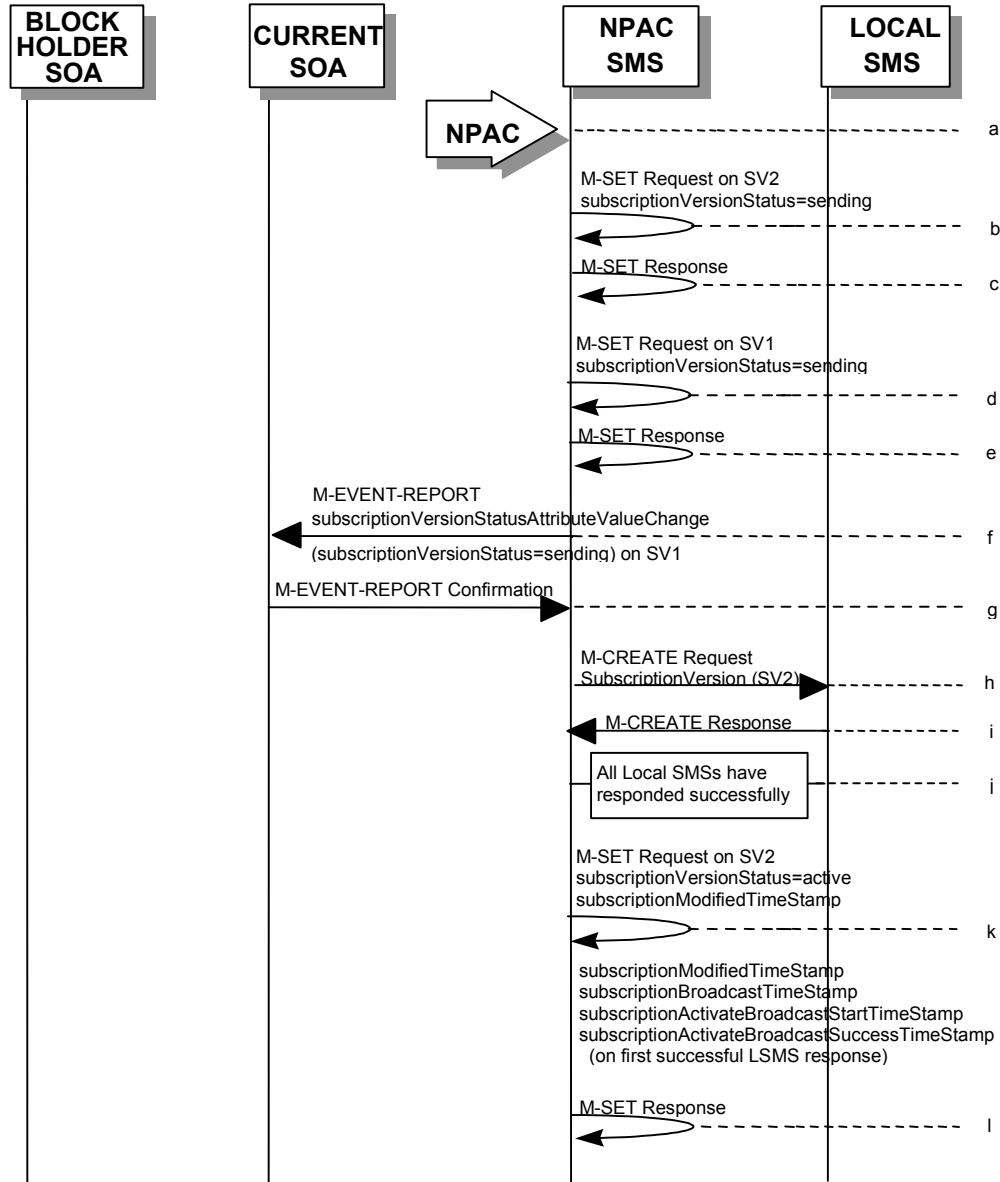 BLOCK
HOLDER
SOA
CURRENT
SOA
NPAC
SMS
LOCAL
SMS
NPAC
a
M-SET Request on SV2
subscriptionVersionStatus=sending
b
M-SET Response
c
M-SET Request on SV1
subscriptionVersionStatus=sending
d
M-SET Response
e
M-EVENT-REPORT
subscriptionVersionStatusAttributeValueChange
f
(subscriptionVersionStatus=sending) on SV1
M-EVENT-REPORT Confirmation
g
M-CREATE Request
SubscriptionVersion (SV2)
h
M-CREATE Response
i
All Local SMSs have
responded successfully
j
M-SET Request on SV2
subscriptionVersionStatus=active
subscriptionModifiedTimeStamp
k
subscriptionModifiedTimeStamp
subscriptionBroadcastTimeStamp
subscriptionActivateBroadcastStartTimeStamp
subscriptionActivateBroadcastSuccessTimeStamp
(on first successful LSMS response)
M-SET Response
l